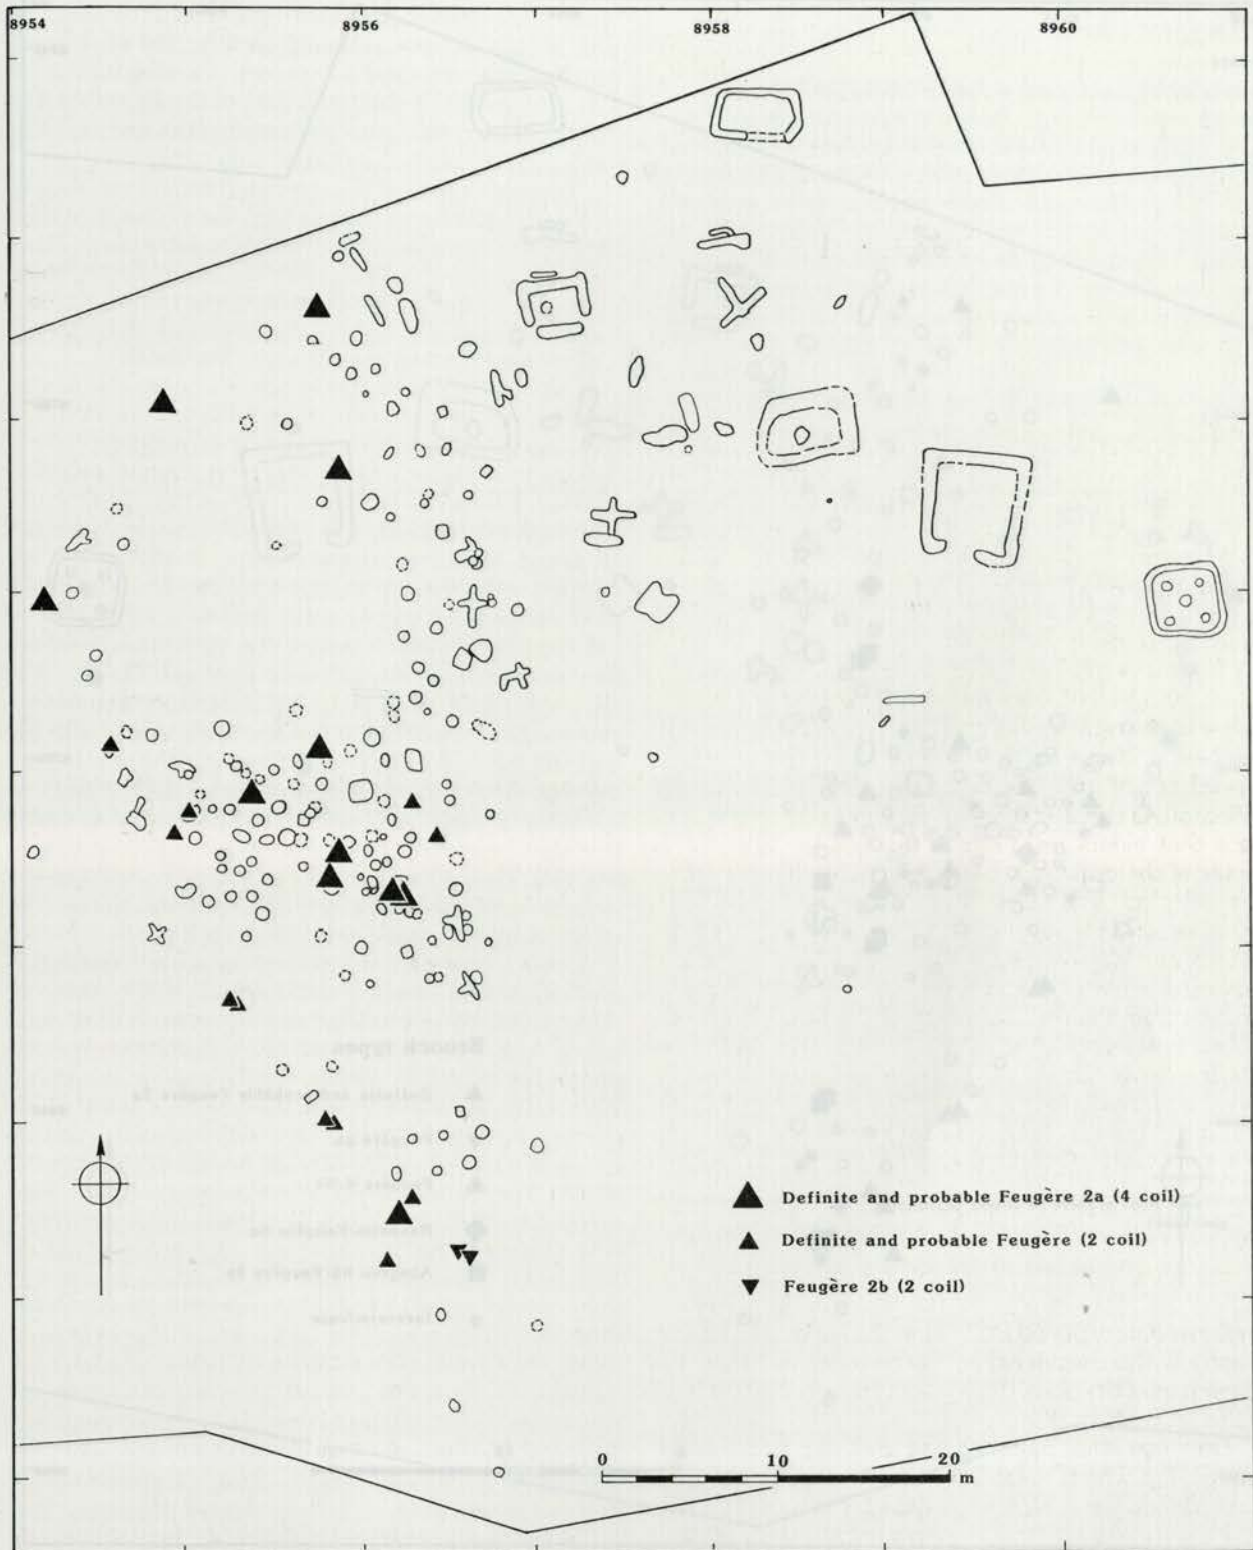 8954 8956 8958 8960
Definite and probable Feugère 2a (4 coil)
Definite and probable Feugère (2 coil)
Feugère 2b (2 coil)
0 10 20
m